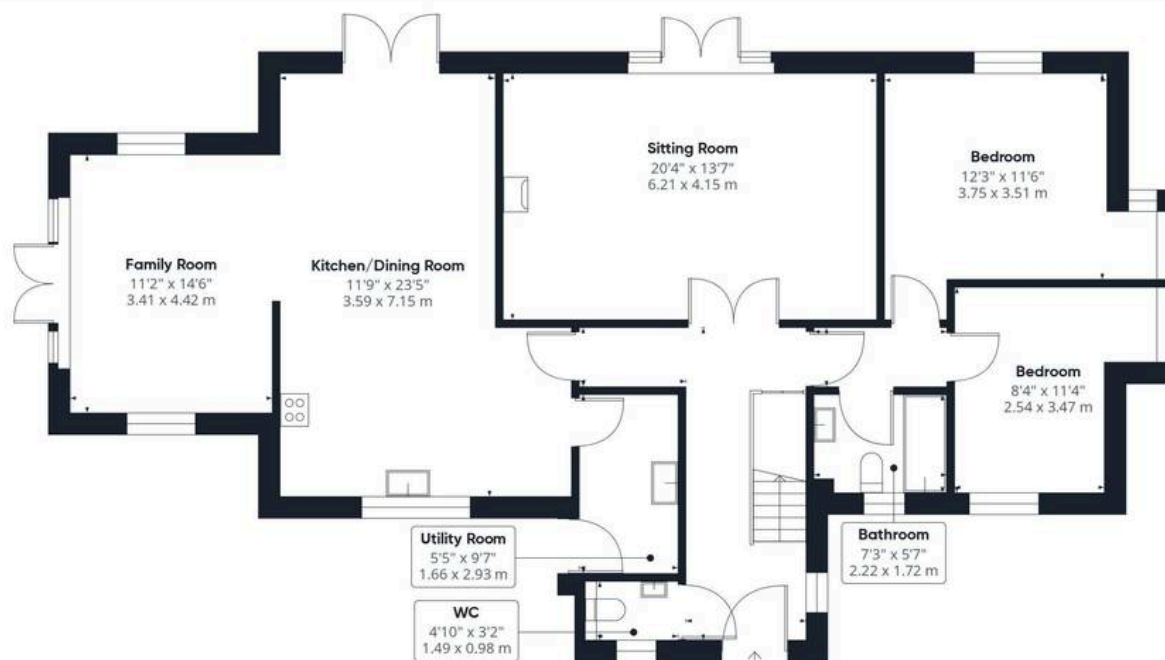 Sitting Room
20'4" x 13'7"
6.21 x 4.15 m
Bedroom
12'3" x 11'6"
3.75 x 3.51 m
Family Room
11'2" x 14'6"
3.41 x 4.42 m
Kitchen/Dining Room
11'9" x 23'5"
3.59 x 7.15 m
Bedroom
8'4" x 11'4"
2.54 x 3.47 m
Utility Room
5'5" x 9'7"
1.66 x 2.93 m
Bathroom
7'3" x 5'7"
2.22 x 1.72 m
WC
4'10" x 3'2"
1.49 x 0.98 m